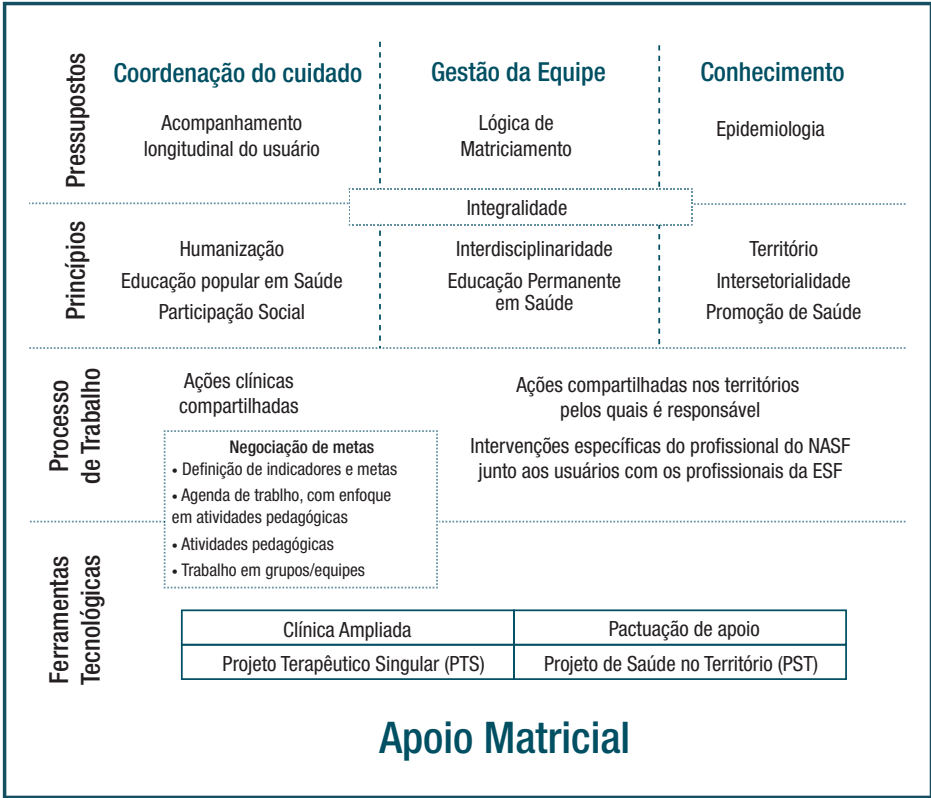 Pressupostos
Coordenação do cuidado
Gestão da Equipe
Conhecimento
Acompanhamento
longitudinal do usuário
Lógica de
Matriciamento
Epidemiologia
Integralidade
Princípios
Humanização
Educação popular em Saúde
Participação Social
Interdisciplinaridade
Educação Permanente
em Saúde
Território
Intersetorialidade
Promoção de Saúde
Processo
de Trabalho
Ações clínicas
compartilhadas
Ações compartilhadas nos territórios
pelos quais é responsável
Intervenções específicas do profissional do NASF
junto aos usuários com os profissionais da ESF
Negociação de metas
• Definição de indicadores e metas
• Agenda de trablho, com enfoque
em atividades pedagógicas
• Atividades pedagógicas
• Trabalho em grupos/equipes
Ferramentas
Tecnológicas
Clínica Ampliada
Pactuação de apoio
Projeto Terapêutico Singular (PTS)
Projeto de Saúde no Território (PST)
Apoio Matricial